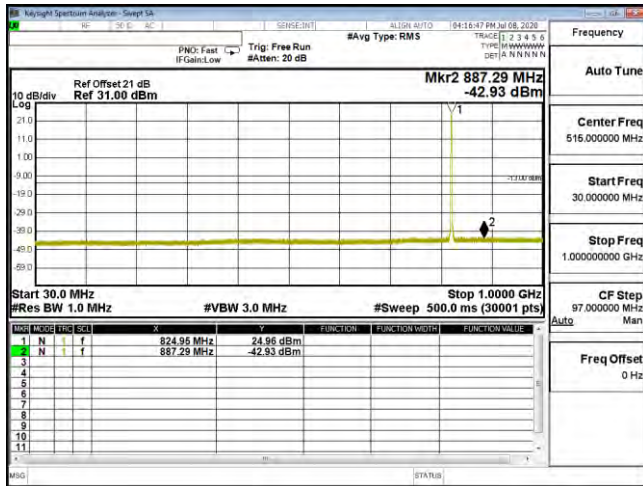 Keysight Spectrum Analyzer - Swept SA
RF 50 Ω AC SENSE:INT ALIGN AUTO 04:16:47 PM Jul 08, 2020
#Avg Type: RMS
TRACE 1 2 3 4 5 6
TYPE M WWWWW
DET A N N N N N
PNO: Fast
IFGain:Low
Trig: Free Run
#Atten: 20 dB
Mkr2 887.29 MHz
-42.93 dBm
Ref Offset 21 dB
10 dB/div Ref 31.00 dBm
Log
21.0
11.0
1.00
-9.00
-19.0
-29.0
-39.0
-49.0
-59.0
1
-13.00 dBm
2
Start 30.0 MHz Stop 1.0000 GHz
#Res BW 1.0 MHz #VBW 3.0 MHz #Sweep 500.0 ms (30001 pts)
MKR MODE TRC SCL X Y FUNCTION FUNCTION WIDTH FUNCTION VALUE
1 N 1 f 824.95 MHz 24.96 dBm
2 N 1 f 887.29 MHz -42.93 dBm
3
4
5
6
7
8
9
10
11
MSG STATUS
Frequency
Auto Tune
Center Freq
515.000000 MHz
Start Freq
30.000000 MHz
Stop Freq
1.000000000 GHz
CF Step
97.000000 MHz
Auto Man
Freq Offset
0 Hz